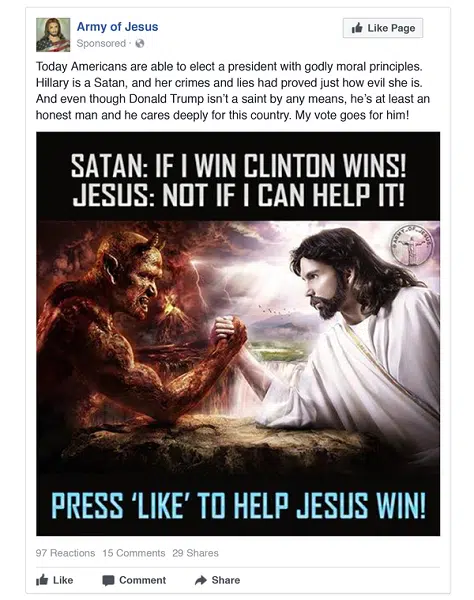 Army of Jesus
Like Page
Sponsored ·
Today Americans are able to elect a president with godly moral principles.
Hillary is a Satan, and her crimes and lies had proved just how evil she is.
And even though Donald Trump isn't a saint by any means, he's at least an
honest man and he cares deeply for this country. My vote goes for him!
SATAN: IF I WIN CLINTON WINS!
JESUS: NOT IF I CAN HELP IT!
ARMY OF JESUS
PRESS 'LIKE' TO HELP JESUS WIN!
97 Reactions 15 Comments 29 Shares
Like Comment Share